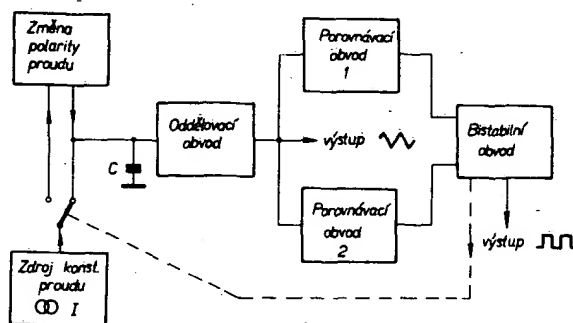 Změna
polarity
proudu
Oddělovací
obvod
C
Porovnávací
obvod
1
výstup
Porovnávací
obvod
2
Bistabilní
obvod
výstup
Zdroj konst.
proudu
I